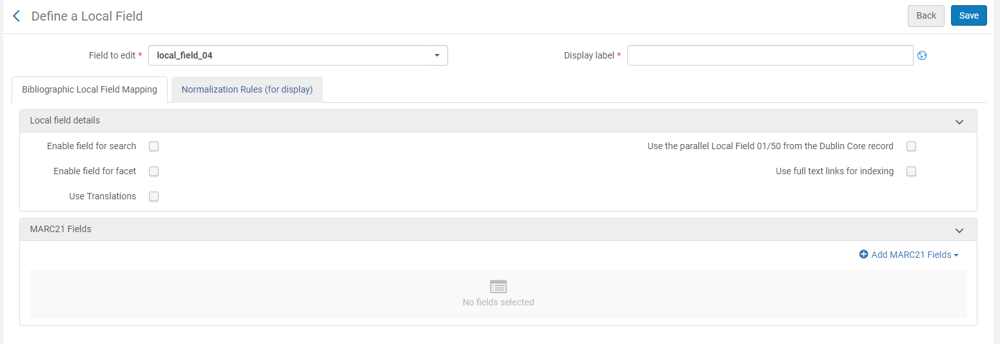 Define a Local Field
Back
Save
Field to edit *
local_field_04
Display label *
Bibliographic Local Field Mapping
Normalization Rules (for display)
Local field details
Enable field for search
Use the parallel Local Field 01/50 from the Dublin Core record
Enable field for facet
Use full text links for indexing
Use Translations
MARC21 Fields
Add MARC21 Fields
No fields selected